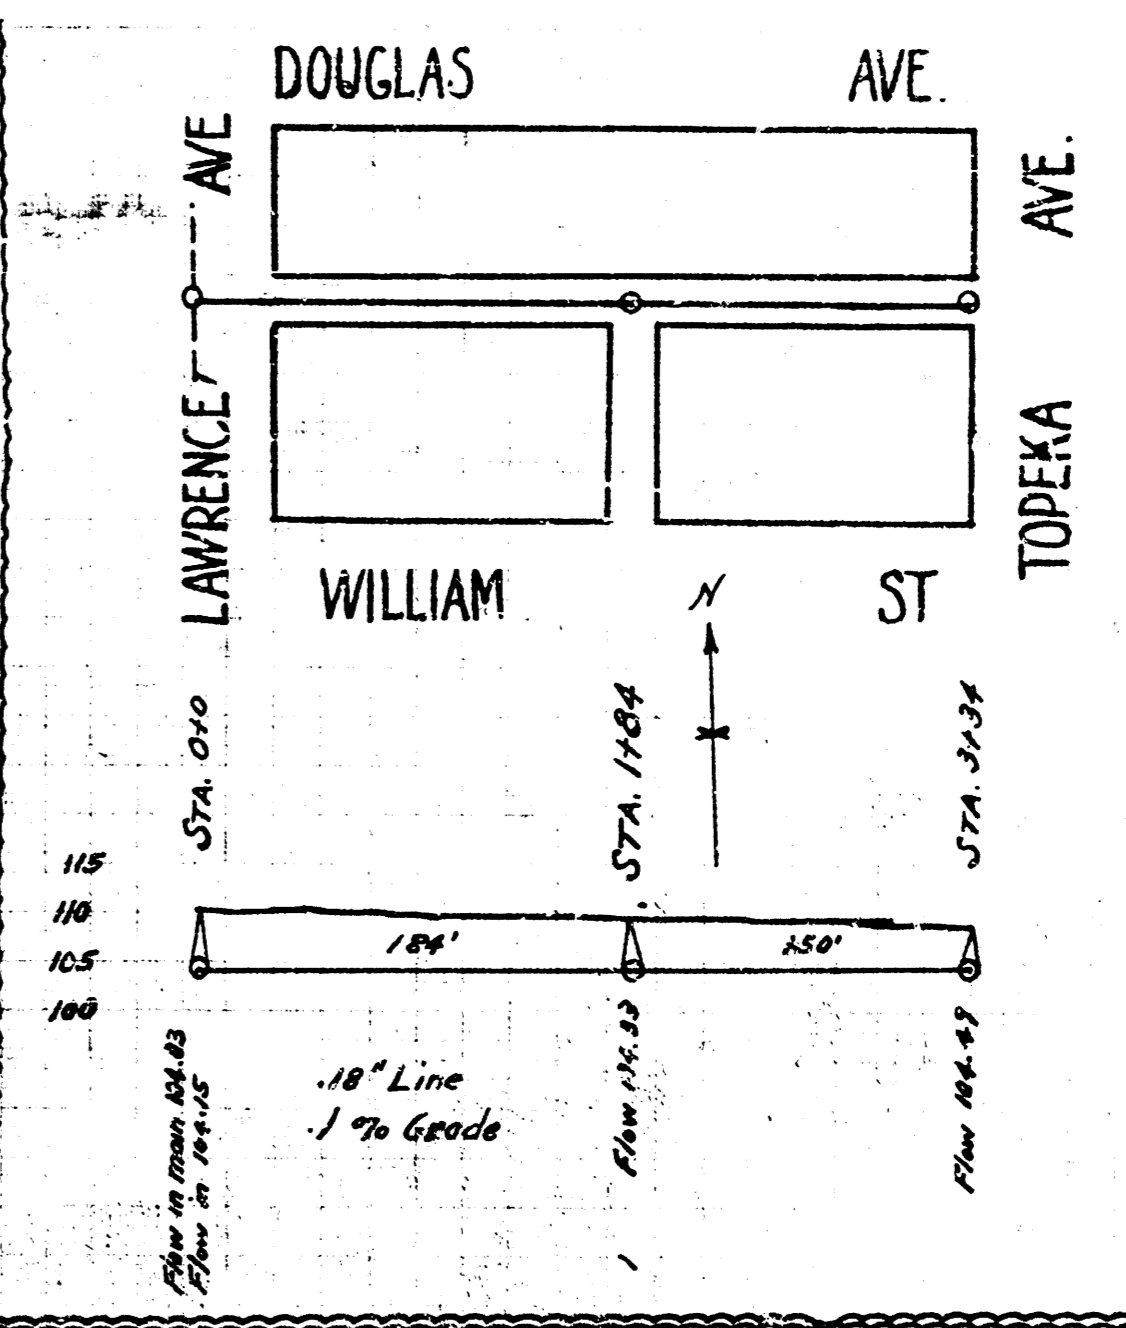 DOUGLAS AVE.
LAWRENCE AVE
TOPEKA AVE.
WILLIAM ST
N
STA. 0+0
STA. 1+84
STA. 3+34
115
110
105
100
184'
150'
Flow in main 104.03
Flow in 104.15
.18" Line
.1 % Grade
Flow 104.33
Flow 104.49